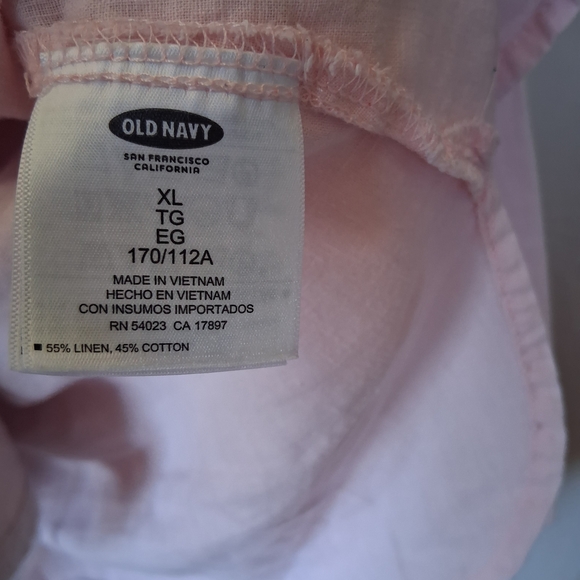 OLD NAVY
SAN FRANCISCO
CALIFORNIA
XL
TG
EG
170/112A
MADE IN VIETNAM
HECHO EN VIETNAM
CON INSUMOS IMPORTADOS
RN 54023 CA 17897
55% LINEN, 45% COTTON